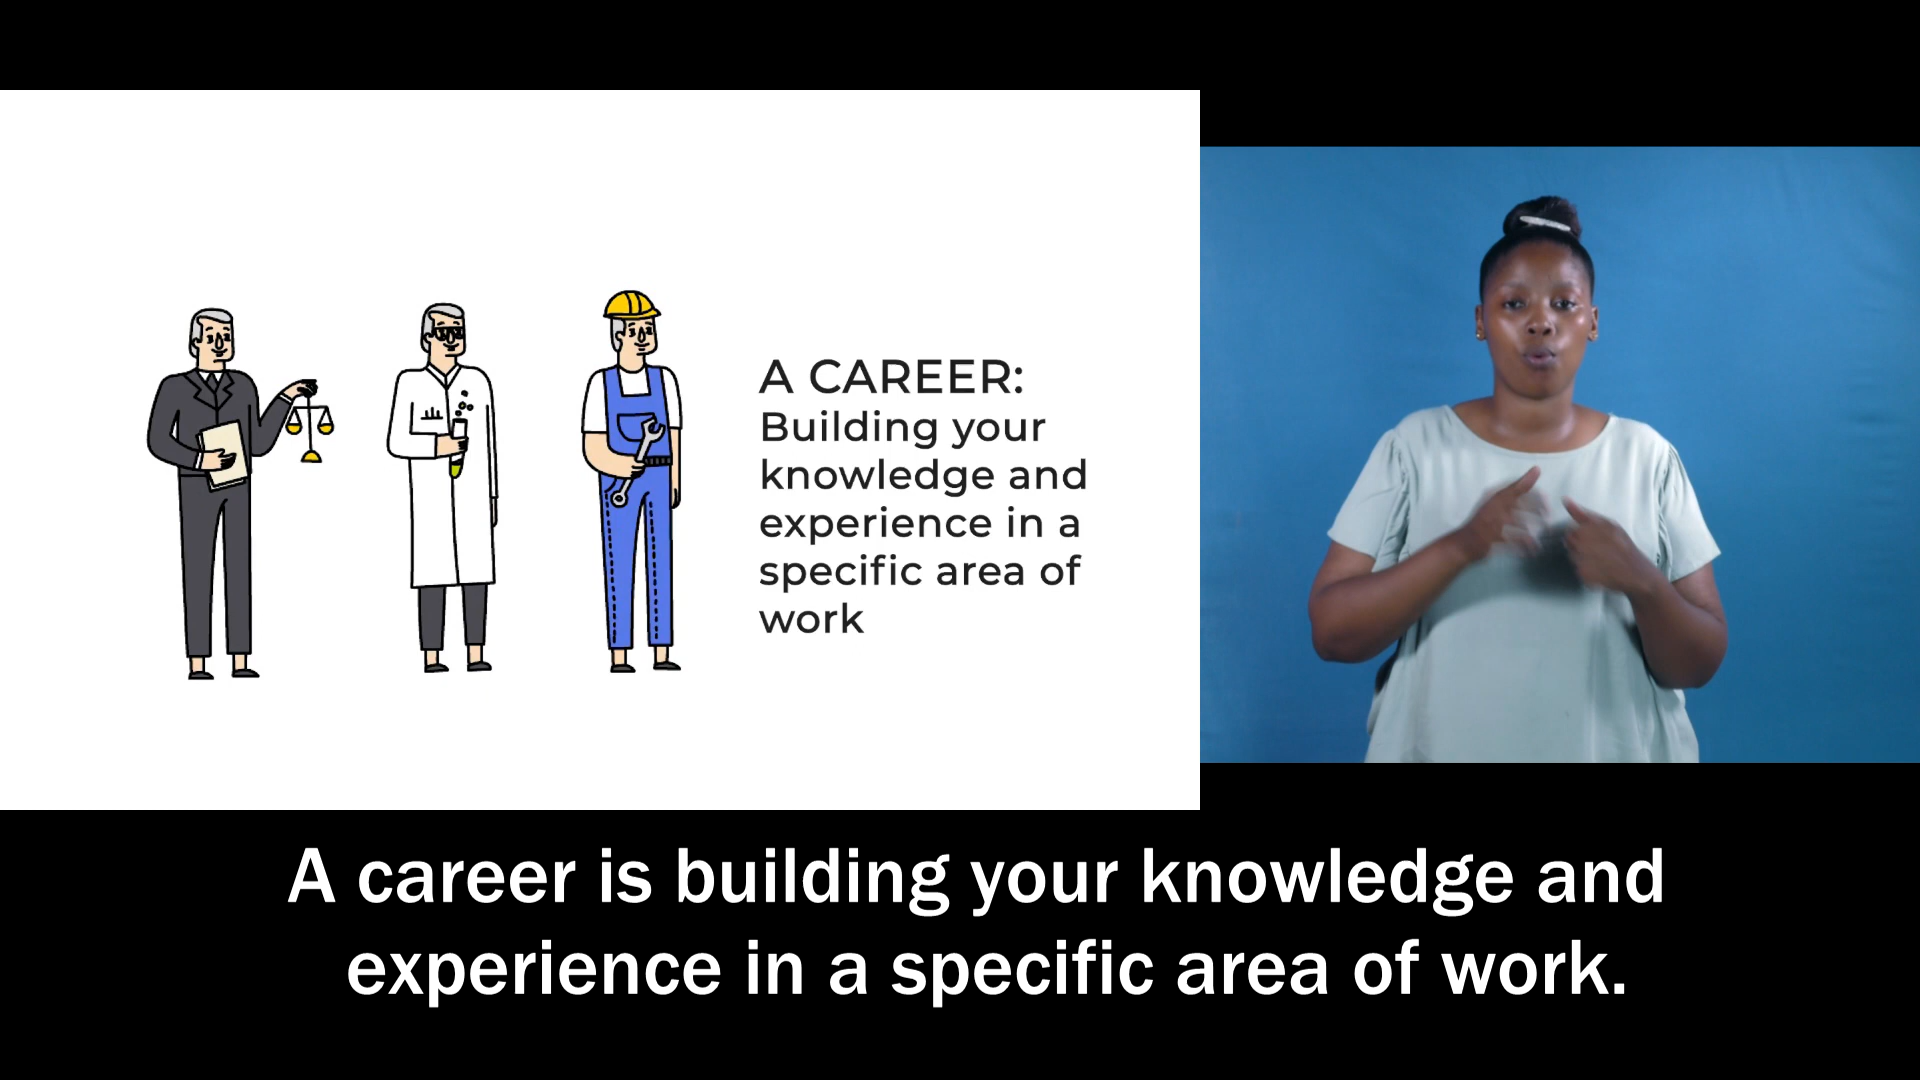 A CAREER:
Building your
knowledge and
experience in a
specific area of
work
A career is building your knowledge and
experience in a specific area of work.